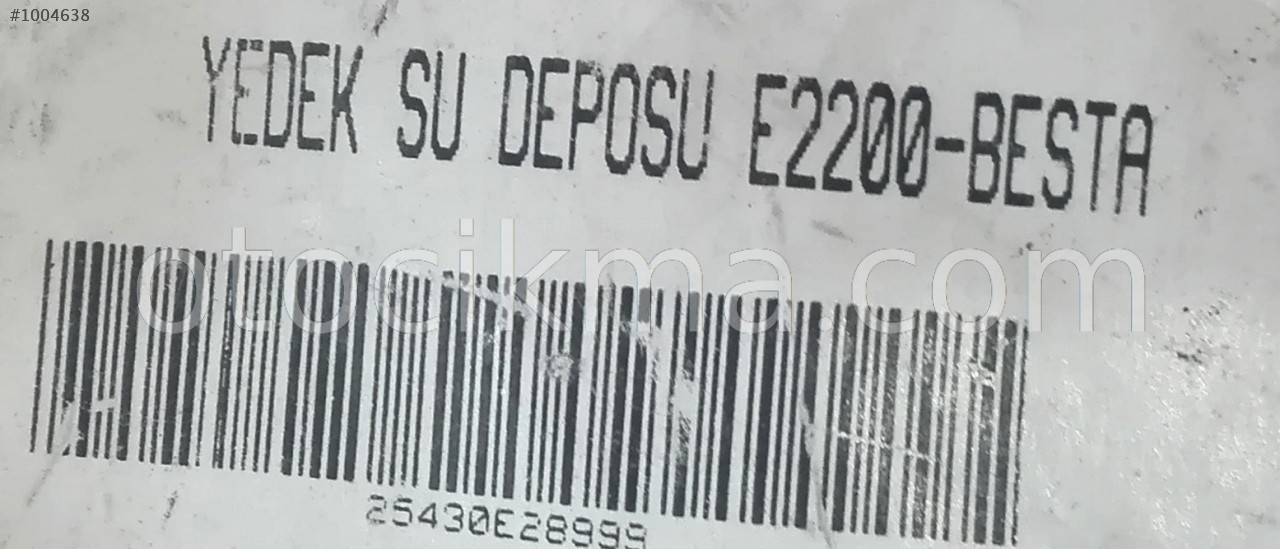 #1004638
YEDEK SU DEPOSU E2200-BESTA
otocikma.com
25430E28999